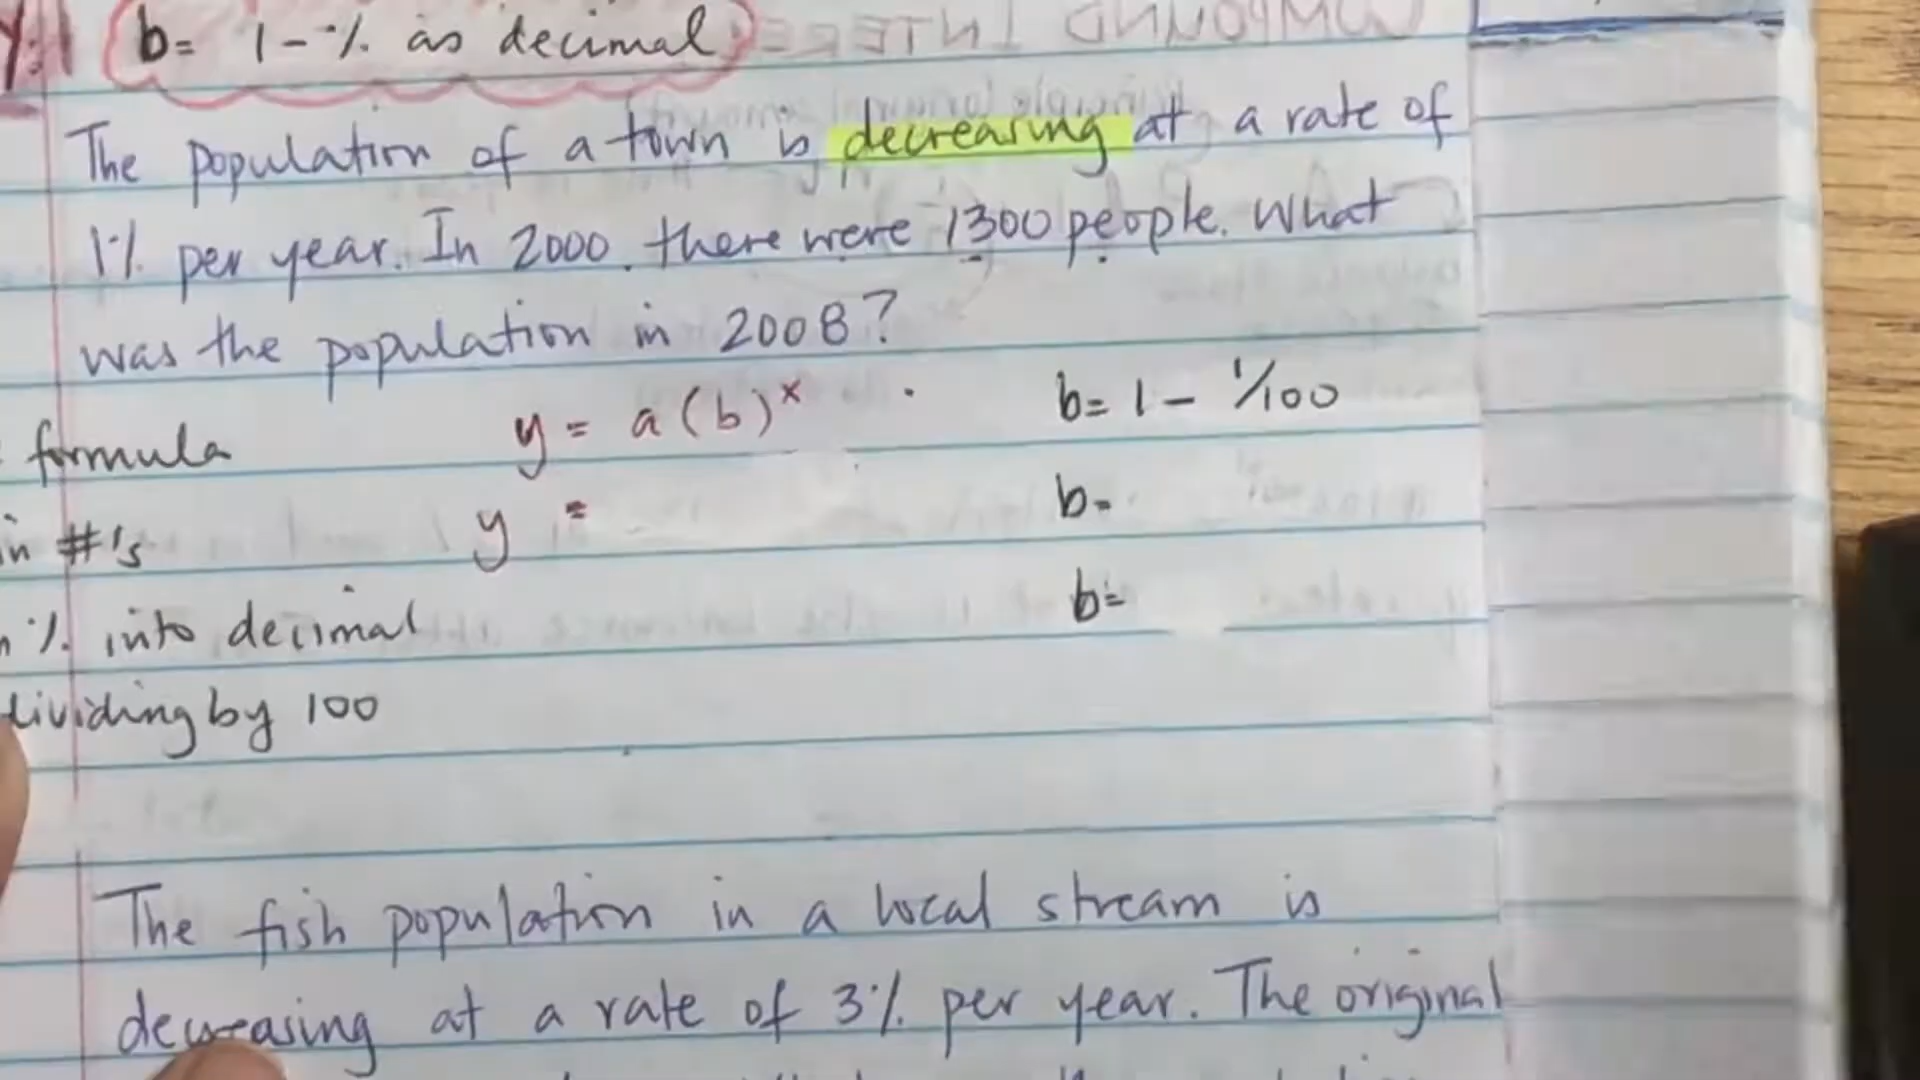 b= 1-% as decimal
The population of a town is decreasing at a rate of
1% per year. In 2000, there were 1300 people. What
was the population in 2008?
formula y = a(b)ˣ b= 1- 1/100
in #'s y = b=
% into decimal b=
dividing by 100
The fish population in a local stream is
decreasing at a rate of 3% per year. The original